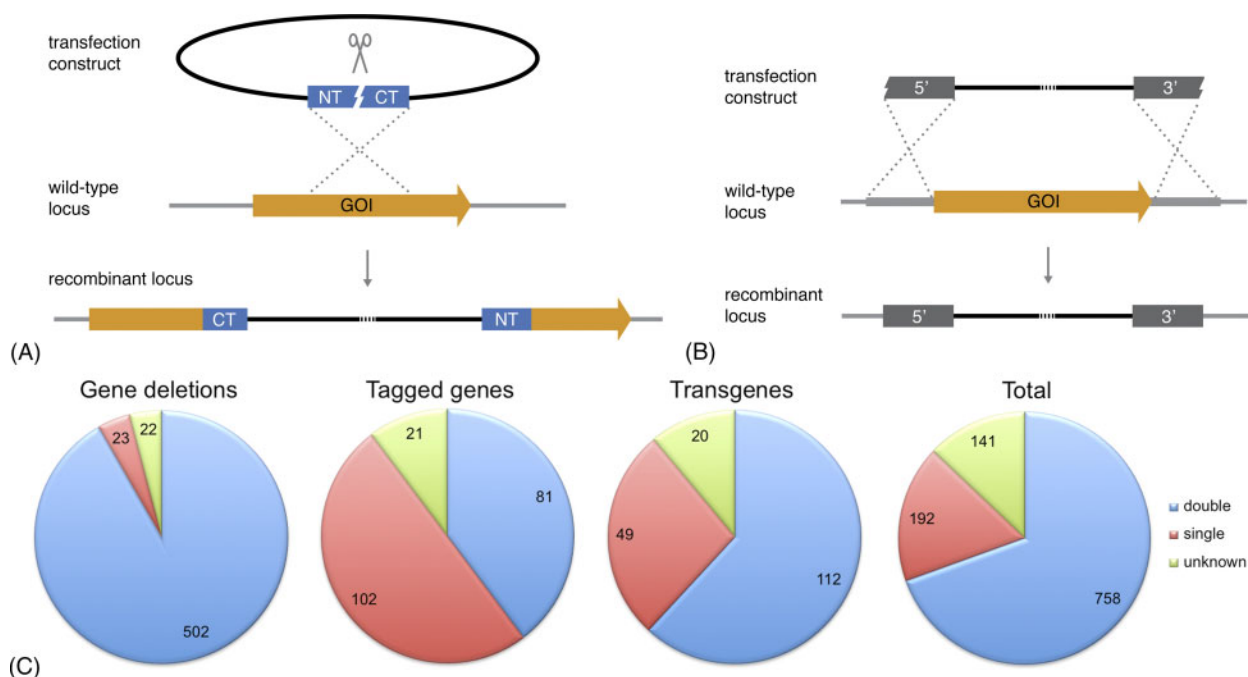 transfection
construct
NT
CT
wild-type
locus
GOI
recombinant locus
CT
NT
(A)
transfection
construct
5'
3'
wild-type
locus
GOI
recombinant
locus
5'
3'
(B)
Gene deletions
23
22
502
Tagged genes
21
81
102
Transgenes
20
49
112
Total
141
192
758
double
single
unknown
(C)